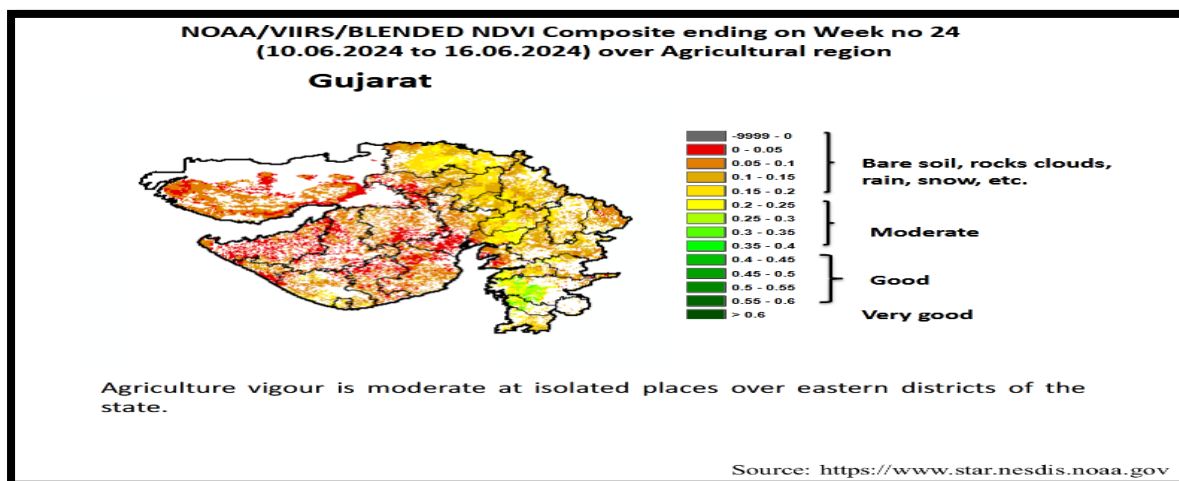 NOAA/VIIRS/BLENDED NDVI Composite ending on Week no 24
(10.06.2024 to 16.06.2024) over Agricultural region
Gujarat
-9999 - 0
0 - 0.05
0.05 - 0.1
0.1 - 0.15
0.15 - 0.2
0.2 - 0.25
0.25 - 0.3
0.3 - 0.35
0.35 - 0.4
0.4 - 0.45
0.45 - 0.5
0.5 - 0.55
0.55 - 0.6
> 0.6
Bare soil, rocks clouds,
rain, snow, etc.
Moderate
Good
Very good
Agriculture vigour is moderate at isolated places over eastern districts of the
state.
Source: https://www.star.nesdis.noaa.gov